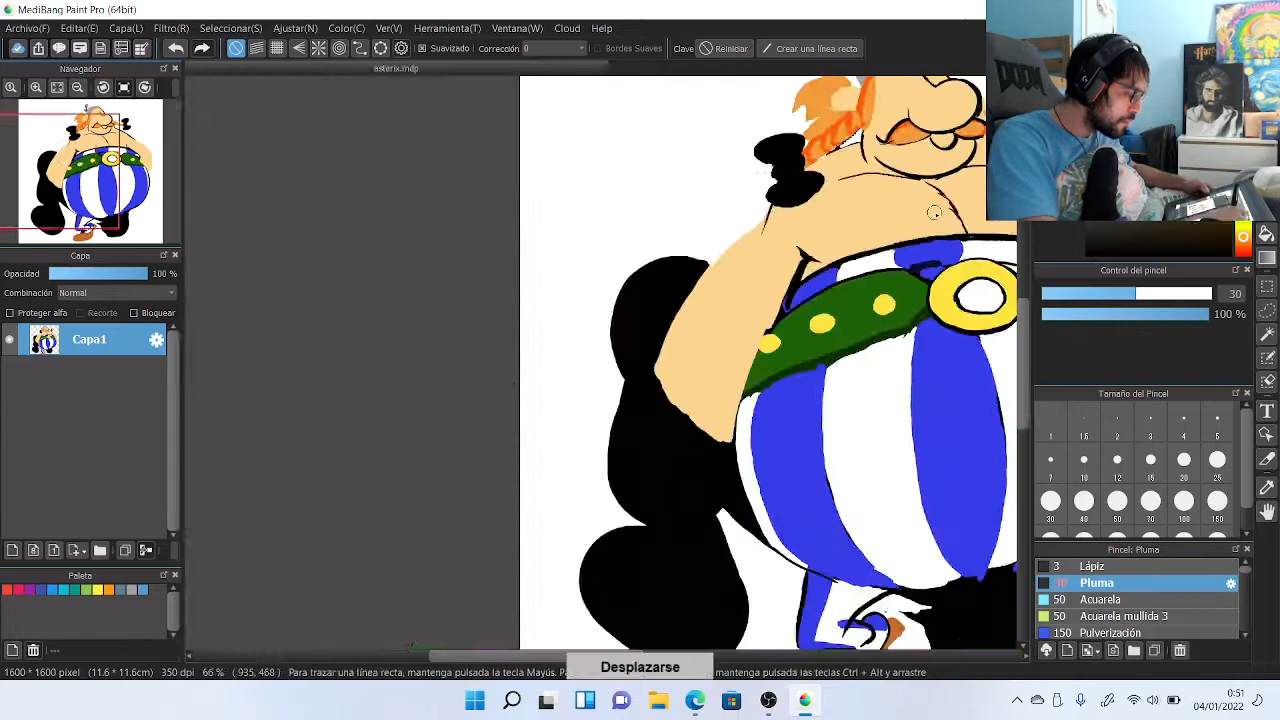 MediBang Paint Pro (64bit)
Archivo(F) Editar(E) Capa(L) Filtro(R) Seleccionar(S) Ajustar(N) Color(C) Ver(V) Herramienta(T) Ventana(W) Cloud Help
Suavizado Corrección 0 Bordes Suaves Clave Reiniciar Crear una línea recta
Navegador
asterix.mdp
DOOM
Capa
Opacidad 100 %
Combinación Normal
Proteger alfa Recorte Bloquear
Capa1
Paleta
Control del pincel
30
100 %
Tamaño del Pincel
1 1.5 2 3 4 5
7 10 12 15 20 25
30 40 50 70 100 150
Pincel: Pluma
3 Lápiz
30 Pluma
50 Acuarela
50 Acuarela mullida 3
150 Pulverización
1600 * 1600 pixel (11.6 * 11.6cm) 350 dpi 66 % ( 935, 468 ) Para trazar una línea recta, mantenga pulsada la tecla Mayús. mantenga pulsadas las teclas Ctrl + Alt y arrastre
Desplazarse
0:51
04/01/2022